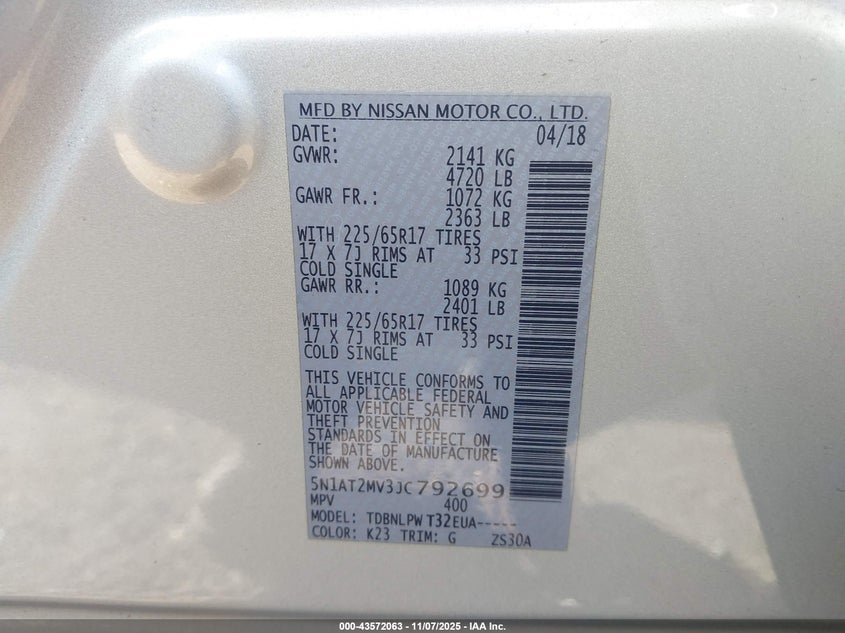 MFD BY NISSAN MOTOR CO., LTD.
DATE: 04/18
GVWR: 2141 KG
4720 LB
GAWR FR.: 1072 KG
2363 LB
WITH 225/65R17 TIRES
17 X 7J RIMS AT 33 PSI
COLD SINGLE
GAWR RR.: 1089 KG
2401 LB
WITH 225/65R17 TIRES
17 X 7J RIMS AT 33 PSI
COLD SINGLE
THIS VEHICLE CONFORMS TO
ALL APPLICABLE FEDERAL
MOTOR VEHICLE SAFETY AND
THEFT PREVENTION
STANDARDS IN EFFECT ON
THE DATE OF MANUFACTURE
SHOWN ABOVE.
5N1AT2MV3JC792699
MPV 400
MODEL: TDBNLPW T32EUA-----
COLOR: K23 TRIM: G ZS30A
000-43572063 - 11/07/2025 - IAA Inc.